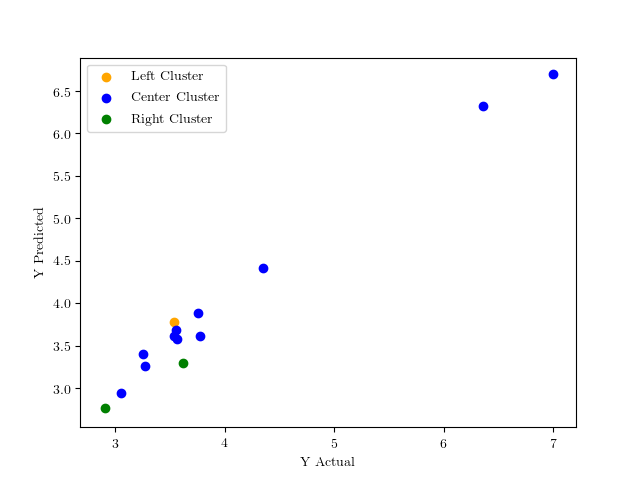 Left Cluster
Center Cluster
Right Cluster
6.5
6.0
5.5
5.0
4.5
4.0
3.5
3.0
Y Predicted
3 4 5 6 7
Y Actual